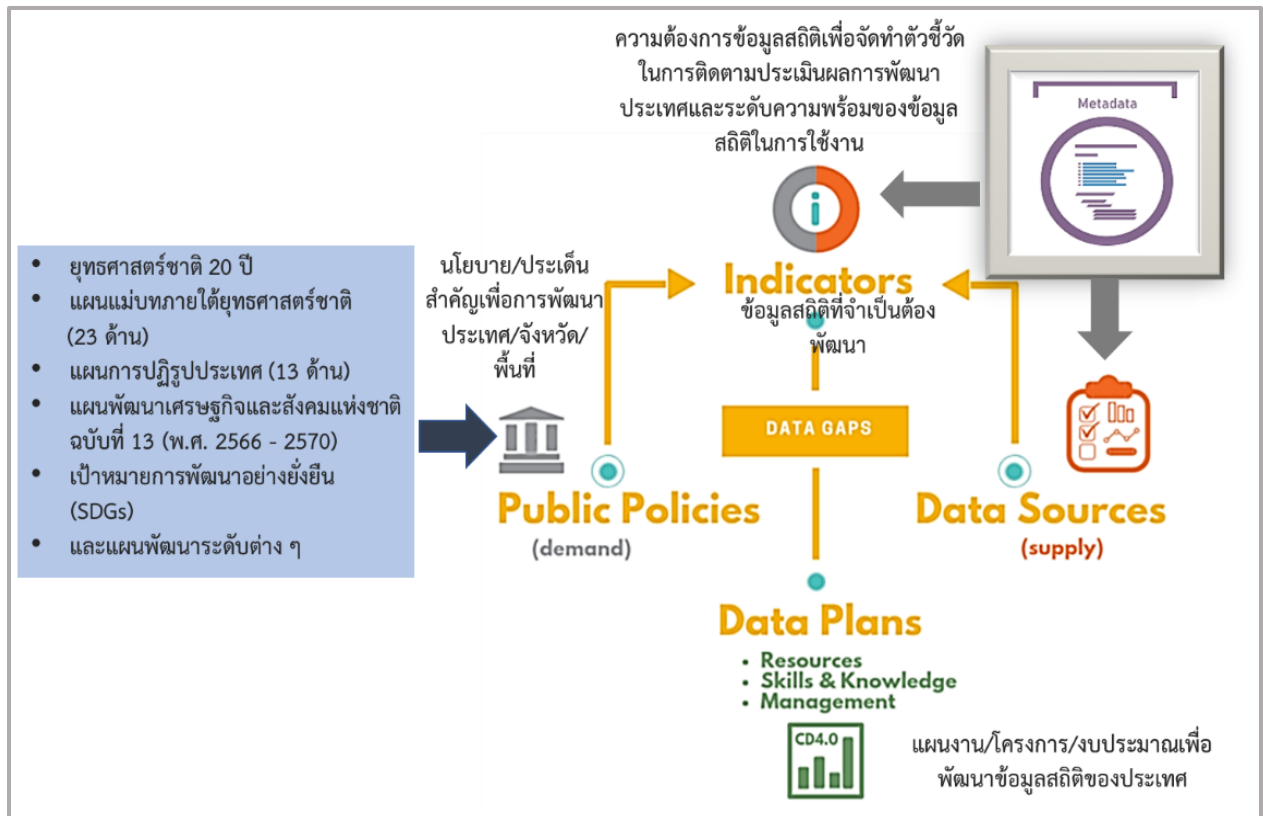 ความต้องการข้อมูลสถิติเพื่อจัดทำตัวชี้วัด
ในการติดตามประเมินผลการพัฒนา
ประเทศและระดับความพร้อมของข้อมูล
สถิติในการใช้งาน
Metadata
• ยุทธศาสตร์ชาติ 20 ปี
• แผนแม่บทภายใต้ยุทธศาสตร์ชาติ
(23 ด้าน)
• แผนการปฏิรูปประเทศ (13 ด้าน)
• แผนพัฒนาเศรษฐกิจและสังคมแห่งชาติ
ฉบับที่ 13 (พ.ศ. 2566 - 2570)
• เป้าหมายการพัฒนาอย่างยั่งยืน
(SDGs)
• และแผนพัฒนาระดับต่าง ๆ
นโยบาย/ประเด็น
สำคัญเพื่อการพัฒนา
ประเทศ/จังหวัด/
พื้นที่
Indicators
ข้อมูลสถิติที่จำเป็นต้อง
พัฒนา
DATA GAPS
Public Policies
(demand)
Data Sources
(supply)
Data Plans
• Resources
• Skills & Knowledge
• Management
CD4.0
แผนงาน/โครงการ/งบประมาณเพื่อ
พัฒนาข้อมูลสถิติของประเทศ